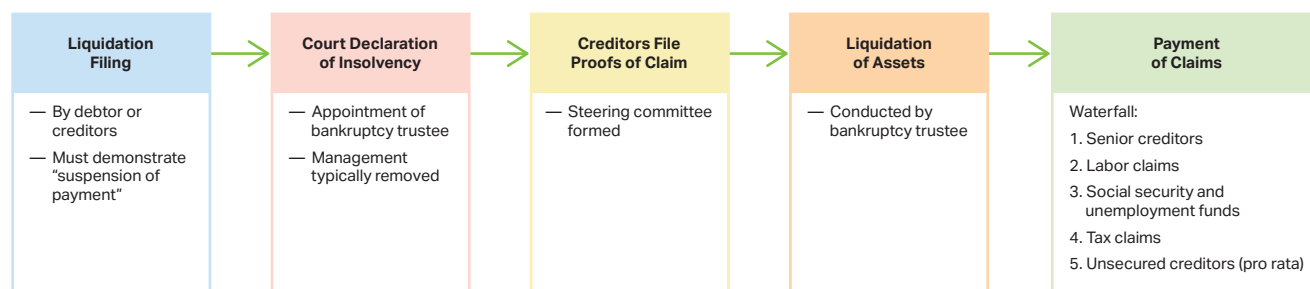 Liquidation
Filing
— By debtor or
creditors
— Must demonstrate
“suspension of
payment“
Court Declaration
of Insolvency
— Appointment of
bankruptcy trustee
— Management
typically removed
Creditors File
Proofs of Claim
— Steering committee
formed
Liquidation
of Assets
— Conducted by
bankruptcy trustee
Payment
of Claims
Waterfall:
1. Senior creditors
2. Labor claims
3. Social security and
unemployment funds
4. Tax claims
5. Unsecured creditors (pro rata)